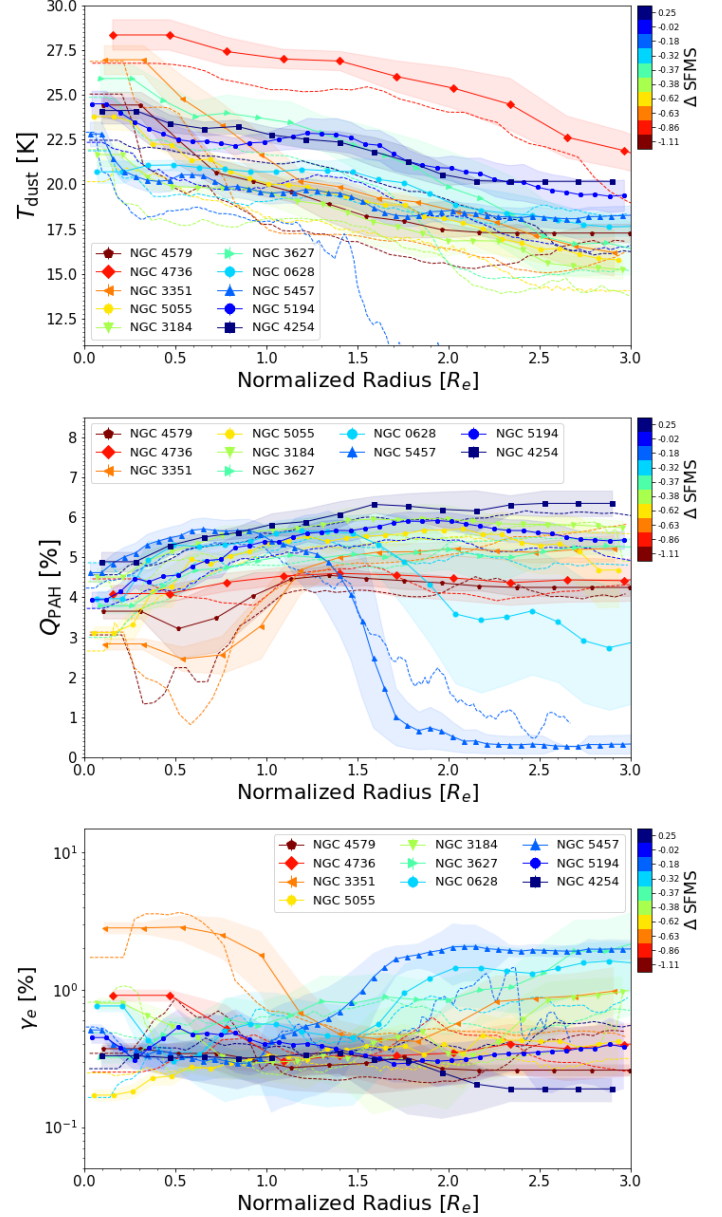 30.0
27.5
25.0
22.5
20.0
17.5
15.0
12.5
T_dust [K]
NGC 4579
NGC 4736
NGC 3351
NGC 5055
NGC 3184
NGC 3627
NGC 0628
NGC 5457
NGC 5194
NGC 4254
0.0 0.5 1.0 1.5 2.0 2.5 3.0
Normalized Radius [R_e]
0.25
-0.02
-0.18
-0.32
-0.37
-0.38
-0.62
-0.63
-0.86
-1.11
Δ SFMS
8
7
6
5
4
3
2
1
0
Q_PAH [%]
NGC 4579
NGC 4736
NGC 3351
NGC 5055
NGC 3184
NGC 3627
NGC 0628
NGC 5457
NGC 5194
NGC 4254
0.0 0.5 1.0 1.5 2.0 2.5 3.0
Normalized Radius [R_e]
0.25
-0.02
-0.18
-0.32
-0.37
-0.38
-0.62
-0.63
-0.86
-1.11
Δ SFMS
10¹
10⁰
10⁻¹
γ_e [%]
NGC 4579
NGC 4736
NGC 3351
NGC 5055
NGC 3184
NGC 3627
NGC 0628
NGC 5457
NGC 5194
NGC 4254
0.0 0.5 1.0 1.5 2.0 2.5 3.0
Normalized Radius [R_e]
0.25
-0.02
-0.18
-0.32
-0.37
-0.38
-0.62
-0.63
-0.86
-1.11
Δ SFMS